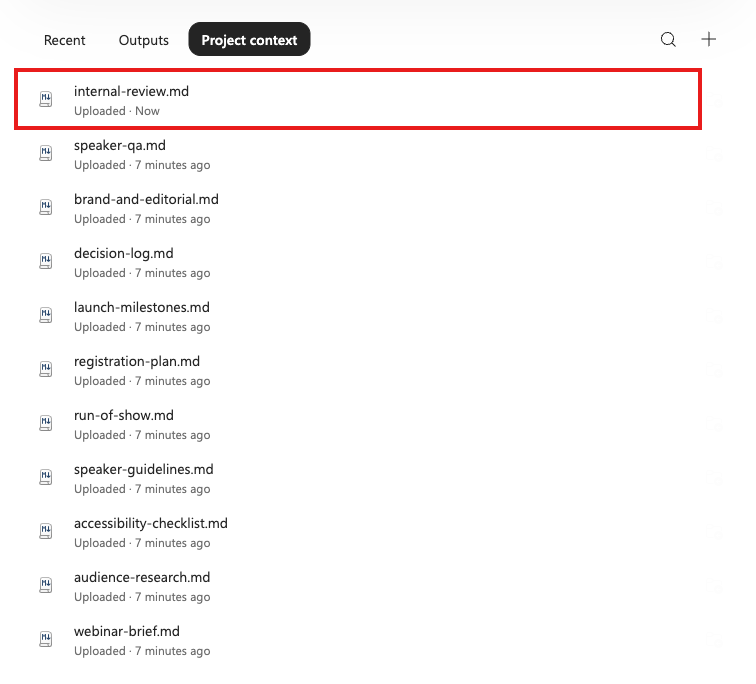 Recent
Outputs
Project context
internal-review.md
Uploaded · Now
speaker-qa.md
Uploaded · 7 minutes ago
brand-and-editorial.md
Uploaded · 7 minutes ago
decision-log.md
Uploaded · 7 minutes ago
launch-milestones.md
Uploaded · 7 minutes ago
registration-plan.md
Uploaded · 7 minutes ago
run-of-show.md
Uploaded · 7 minutes ago
speaker-guidelines.md
Uploaded · 7 minutes ago
accessibility-checklist.md
Uploaded · 7 minutes ago
audience-research.md
Uploaded · 7 minutes ago
webinar-brief.md
Uploaded · 7 minutes ago